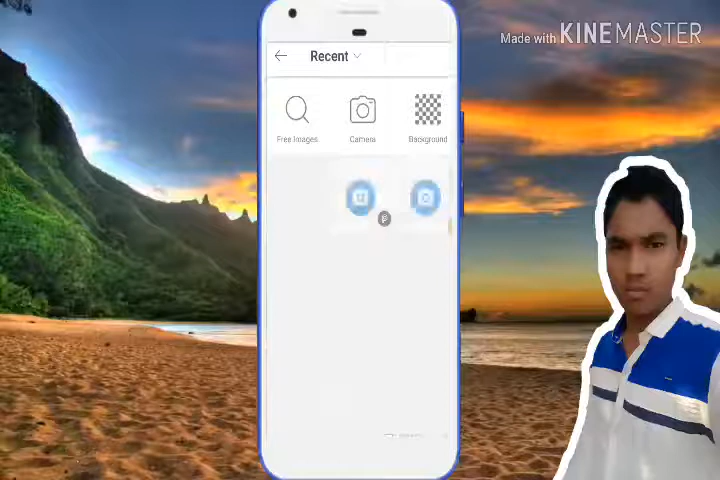 Made with KINEMASTER
Recent
Free Images
Camera
Background